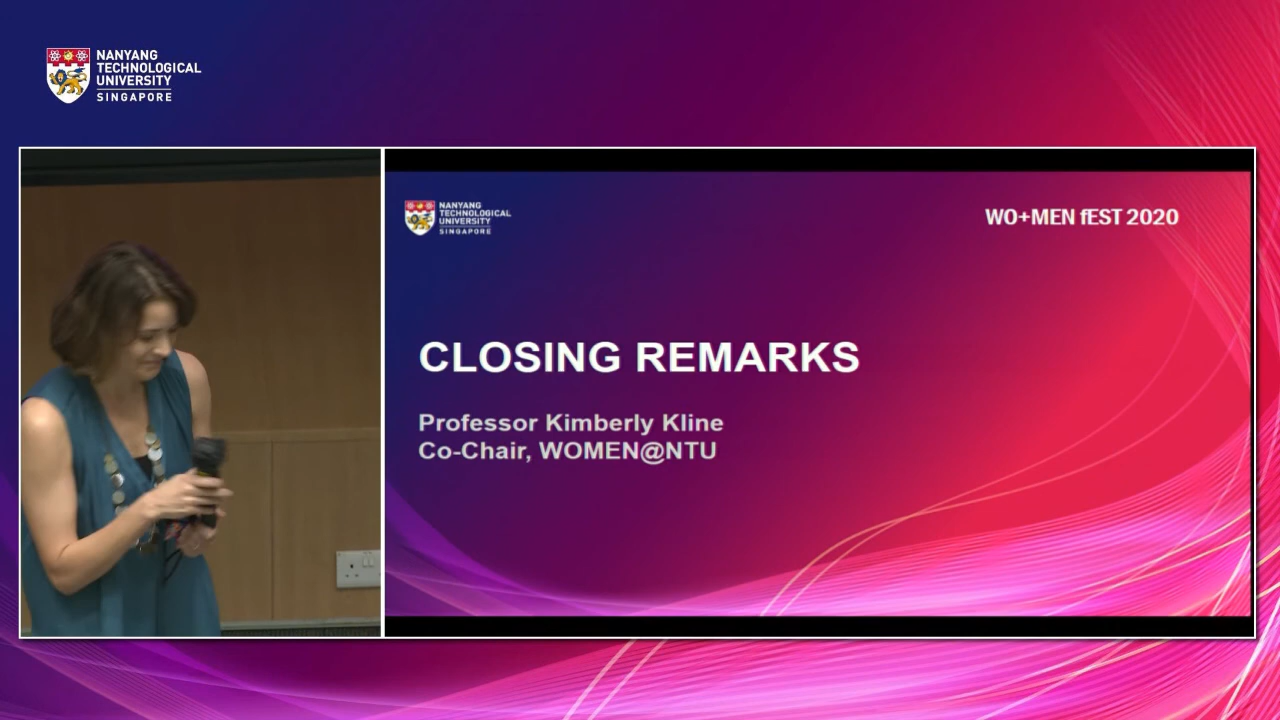 NANYANG
TECHNOLOGICAL
UNIVERSITY
SINGAPORE
NANYANG
TECHNOLOGICAL
UNIVERSITY
SINGAPORE
WO+MEN fEST 2020
CLOSING REMARKS
Professor Kimberly Kline
Co-Chair, WOMEN@NTU